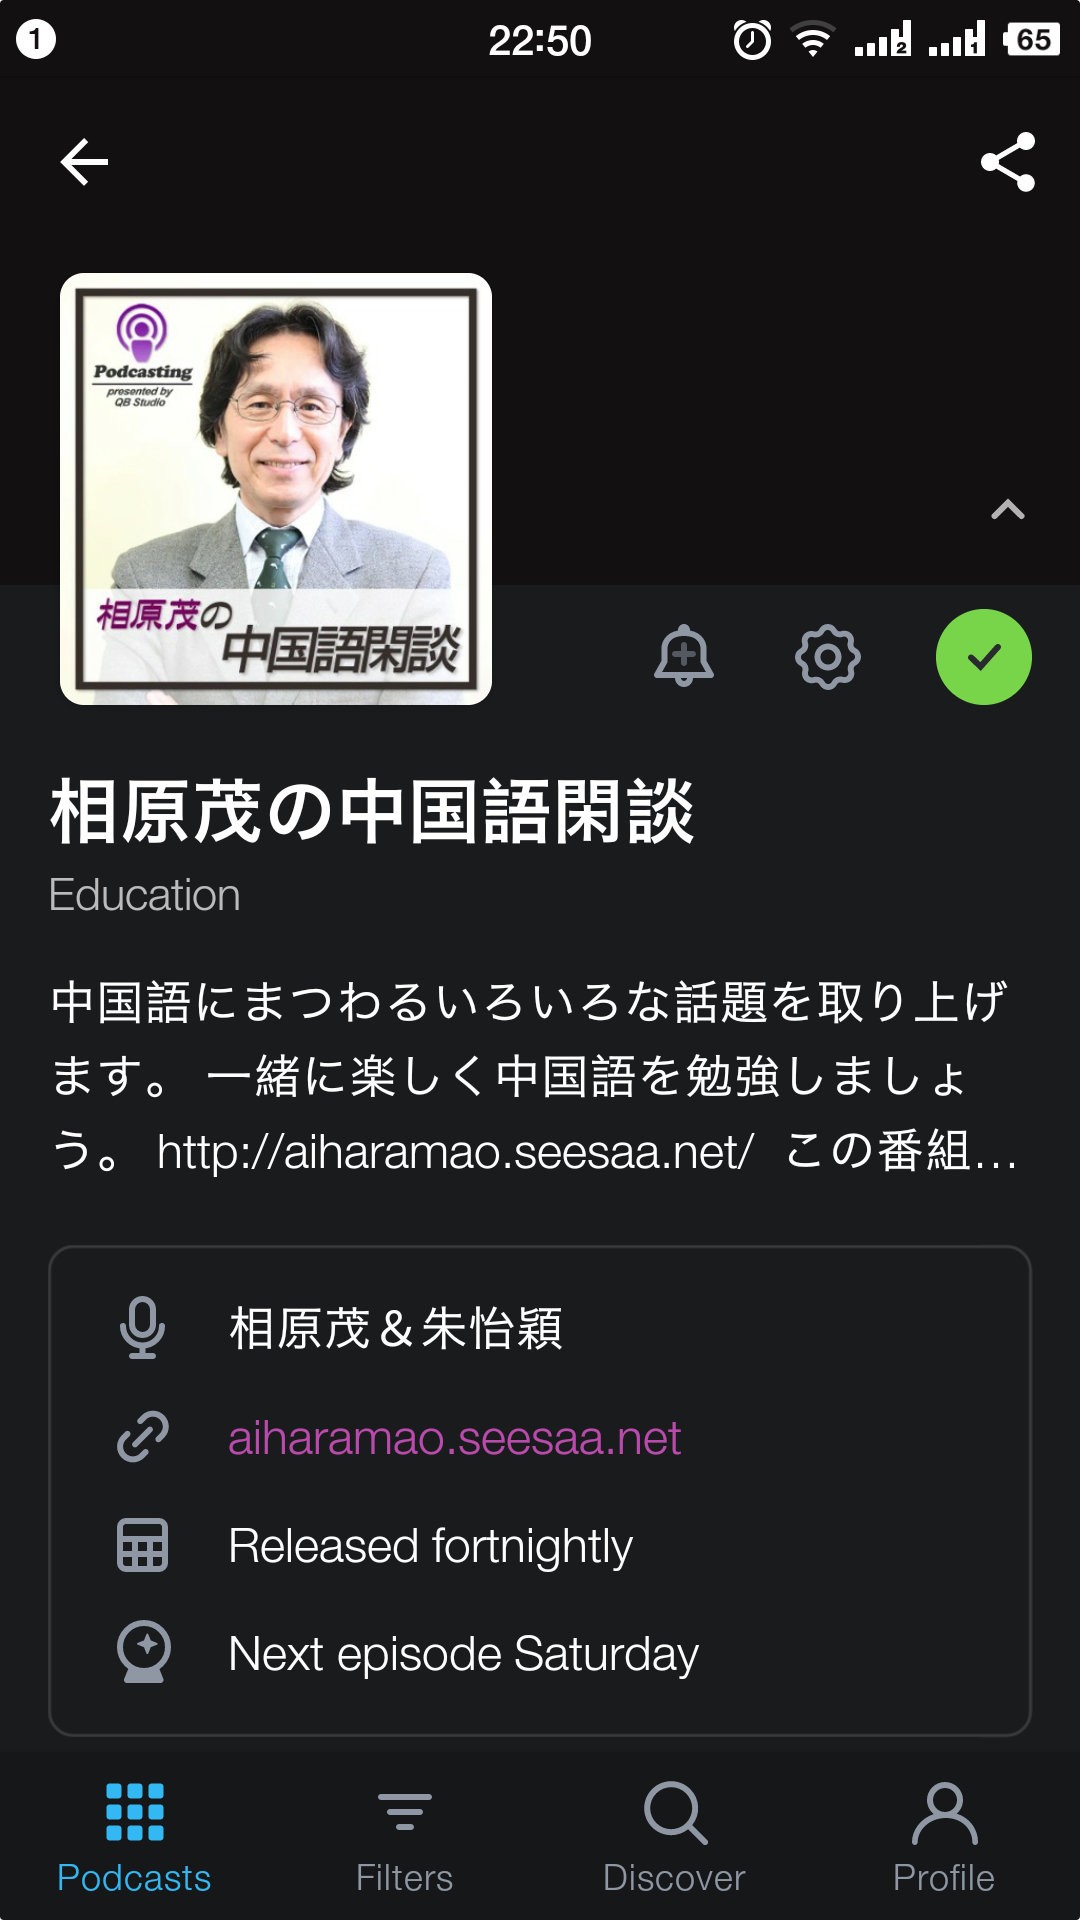 1
22:50
2
1
65
Podcasting
presented by
QB Studio
相原茂の
中国語閑談
相原茂の中国語閑談
Education
中国語にまつわるいろいろな話題を取り上げ
ます。 一緒に楽しく中国語を勉強しましょ
う。 http://aiharamao.seesaa.net/ この番組…
相原茂＆朱怡穎
aiharamao.seesaa.net
Released fortnightly
Next episode Saturday
Podcasts
Filters
Discover
Profile